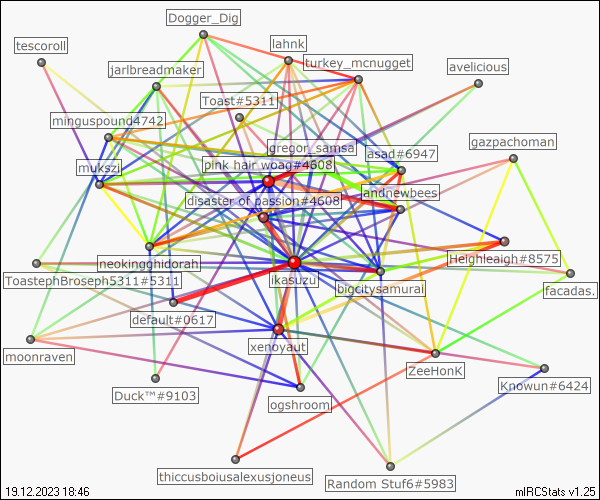 Dogger_Dig
tescoroll
lahnk
turkey_mcnugget
jarlbreadmaker
avelicious
Toast#5311
minguspound4742
gazpachoman
gregor_samsa
asad#6947
mukszi
pink hair woag#4608
iandnewbees
disaster of passion#4608
neokingghidorah
Heighleaigh#8575
ToastephBroseph5311#5311
ikasuzu
bigcitysamurai
facadas.
default#0617
xenoyaut
moonraven
ZeeHonK
Knowun#6424
Duck™#9103
ogshroom
thiccusboiusalexusjoneus
Random Stuf6#5983
19.12.2023 18:46
mIRCStats v1.25